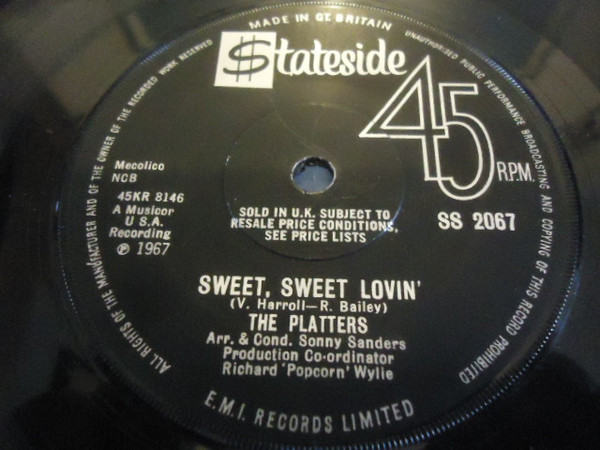 MADE IN GT. BRITAIN
UNAUTHORISED PUBLIC PERFORMANCE BROADCASTING AND COPYING OF THIS RECORD PROHIBITED
ALL RIGHTS OF THE MANUFACTURER AND OF THE OWNER OF THE RECORDED WORK RESERVED
$tateside
45 R.P.M.
Mecolico
NCB
45KR 8146
A Musicor
U S.A.
Recording
℗ 1967
SOLD IN U.K. SUBJECT TO
RESALE PRICE CONDITIONS,
SEE PRICE LISTS
SS 2067
SWEET, SWEET LOVIN'
(V. Harroll—R. Bailey)
THE PLATTERS
Arr. & Cond. Sonny Sanders
Production Co-ordinator
Richard 'Popcorn' Wylie
E.M.I. RECORDS LIMITED